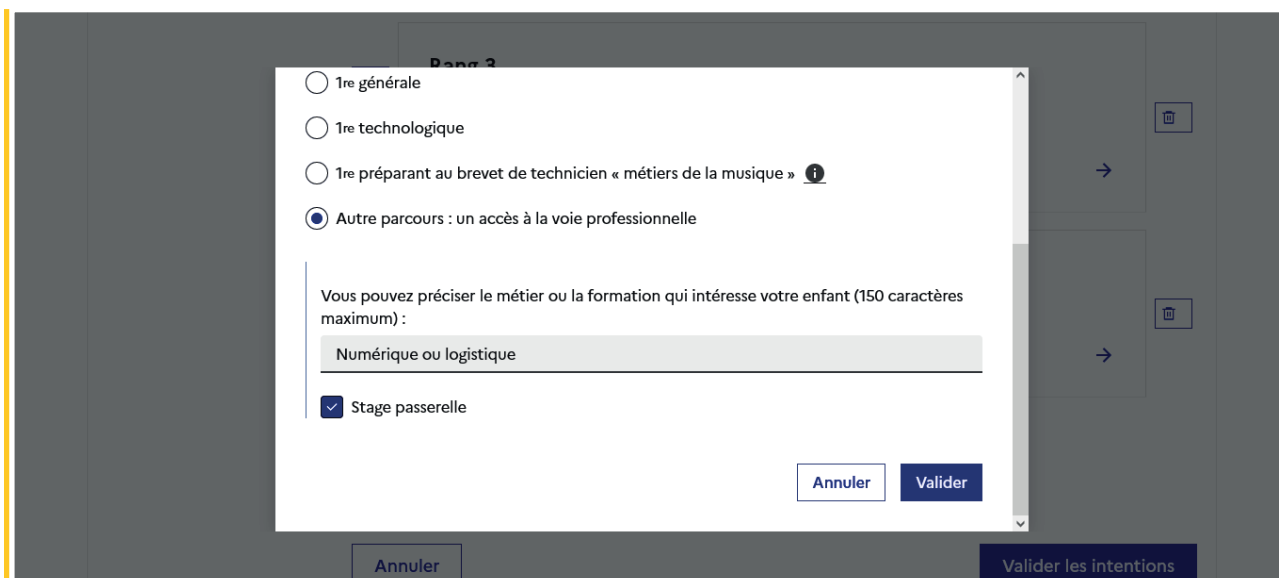 Rang 3
1re générale
1re technologique
1re préparant au brevet de technicien « métiers de la musique »
Autre parcours : un accès à la voie professionnelle
Vous pouvez préciser le métier ou la formation qui intéresse votre enfant (150 caractères
maximum) :
Numérique ou logistique
Stage passerelle
Annuler
Valider
Annuler
Valider les intentions